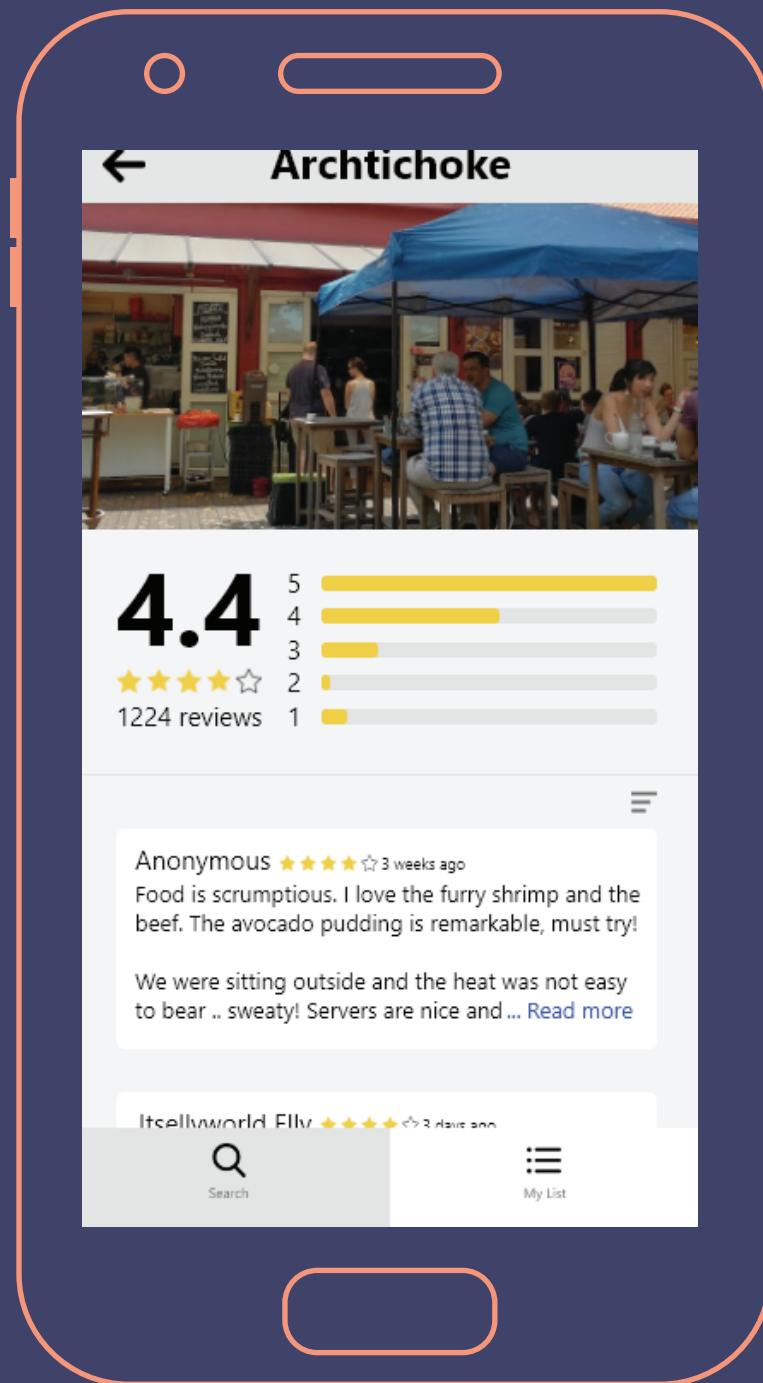 Archtichoke
4.4
1224 reviews
5
4
3
2
1
Anonymous 3 weeks ago
Food is scrumptious. I love the furry shrimp and the
beef. The avocado pudding is remarkable, must try!
We were sitting outside and the heat was not easy
to bear .. sweaty! Servers are nice and ... Read more
Itsellyworld Elly 3 days ago
Search
My List